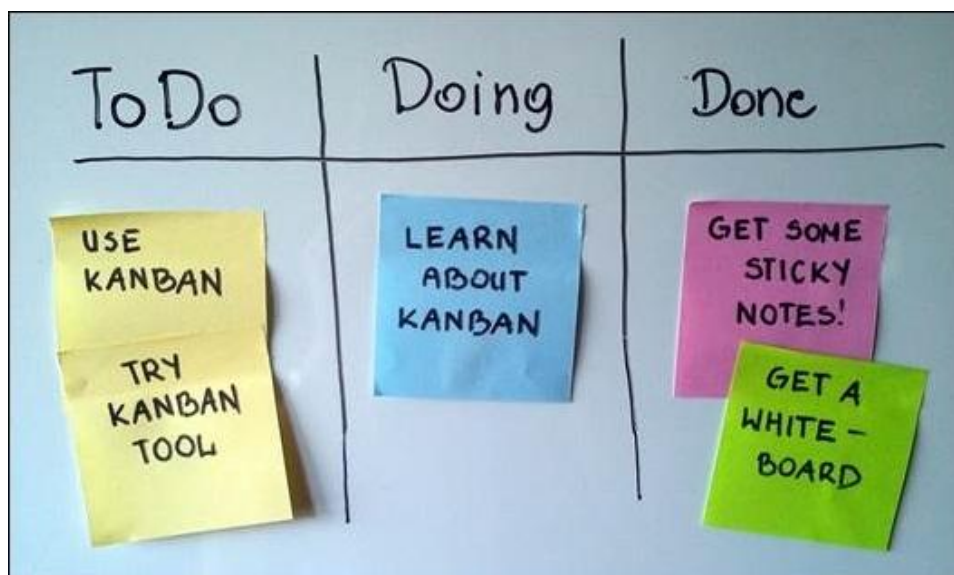 To Do
Doing
Done
USE
KANBAN
TRY
KANBAN
TOOL
LEARN
ABOUT
KANBAN
GET SOME
STICKY
NOTES!
GET A
WHITE -
BOARD